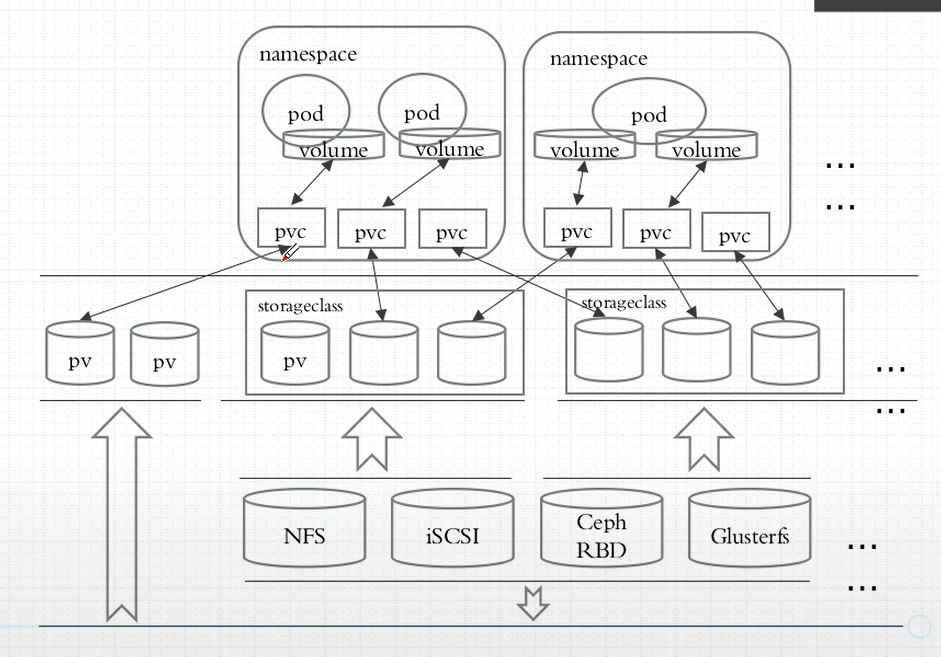 namespace
namespace
pod
pod
pod
volume
volume
volume
volume
...
...
pvc
pvc
pvc
pvc
pvc
pvc
storageclass
storageclass
pv
pv
pv
...
...
NFS
iSCSI
Ceph
RBD
Glusterfs
...
...